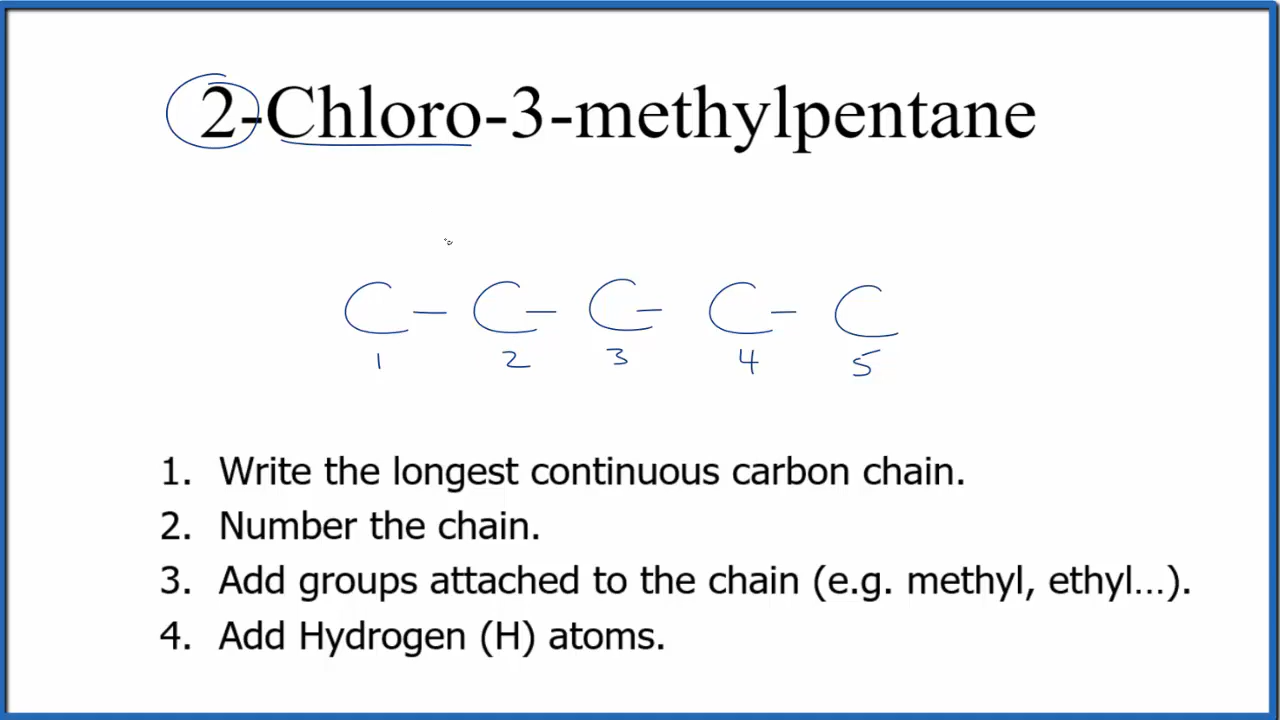 2-Chloro-3-methylpentane
C – C – C – C – C
1 2 3 4 5
1. Write the longest continuous carbon chain.
2. Number the chain.
3. Add groups attached to the chain (e.g. methyl, ethyl…).
4. Add Hydrogen (H) atoms.